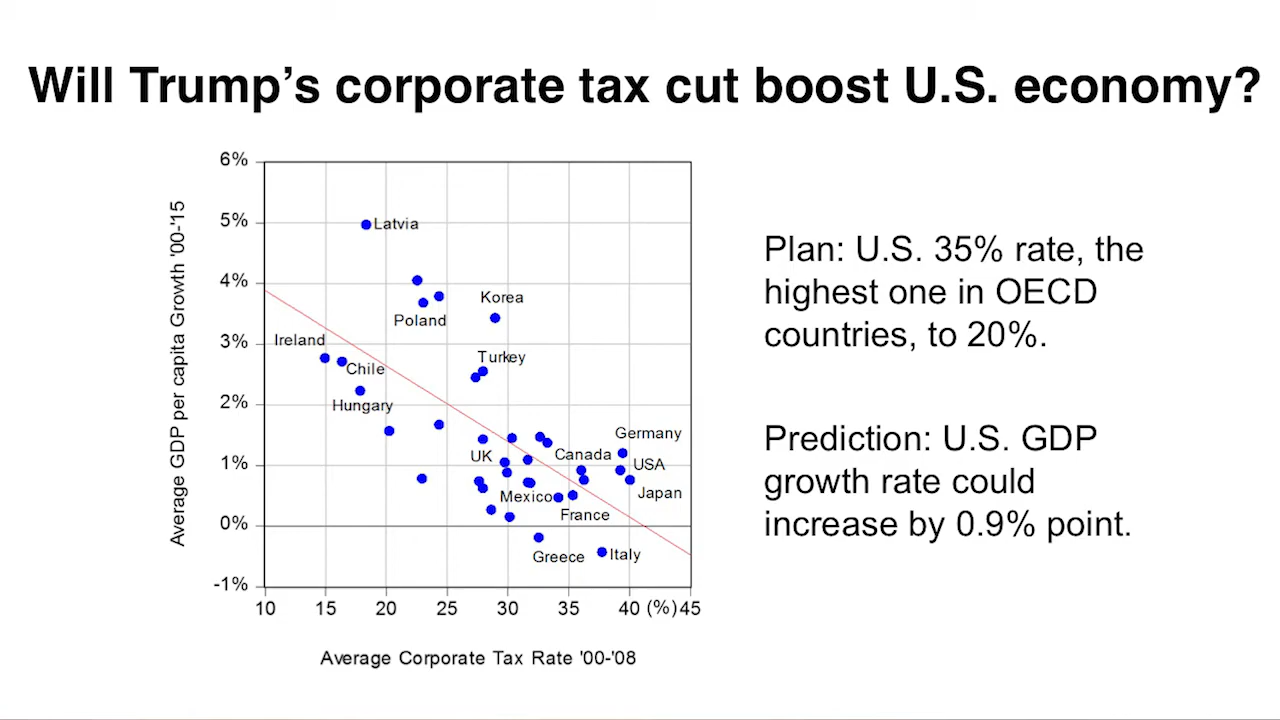 Will Trump’s corporate tax cut boost U.S. economy?
6%
5%
4%
3%
2%
1%
0%
-1%
Average GDP per capita Growth '00-'15
Latvia
Korea
Poland
Ireland
Turkey
Chile
Hungary
Germany
UK
Canada
USA
Mexico
Japan
France
Greece
Italy
10 15 20 25 30 35 40 (%) 45
Average Corporate Tax Rate '00-'08
Plan: U.S. 35% rate, the
highest one in OECD
countries, to 20%.
Prediction: U.S. GDP
growth rate could
increase by 0.9% point.